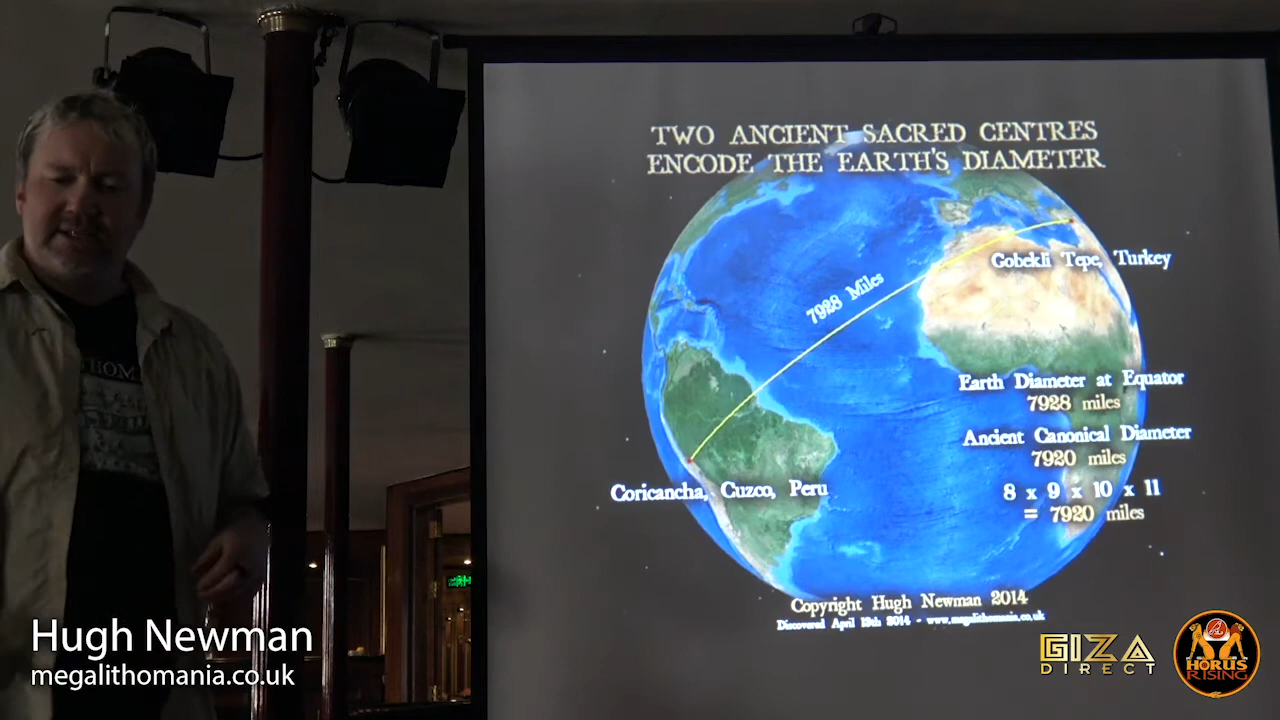 TWO ANCIENT SACRED CENTRES
ENCODE THE EARTH'S DIAMETER
Gobekli Tepe, Turkey
7928 Miles
Earth Diameter at Equator
7928 miles
Ancient Canonical Diameter
7920 miles
8 x 9 x 10 x 11
= 7920 miles
Coricancha, Cuzco, Peru
Copyright Hugh Newman 2014
Discovered April 13th 2014 - www.megalithomania.co.uk
Hugh Newman
megalithomania.co.uk
GIZA
DIRECT
HORUS
RISING